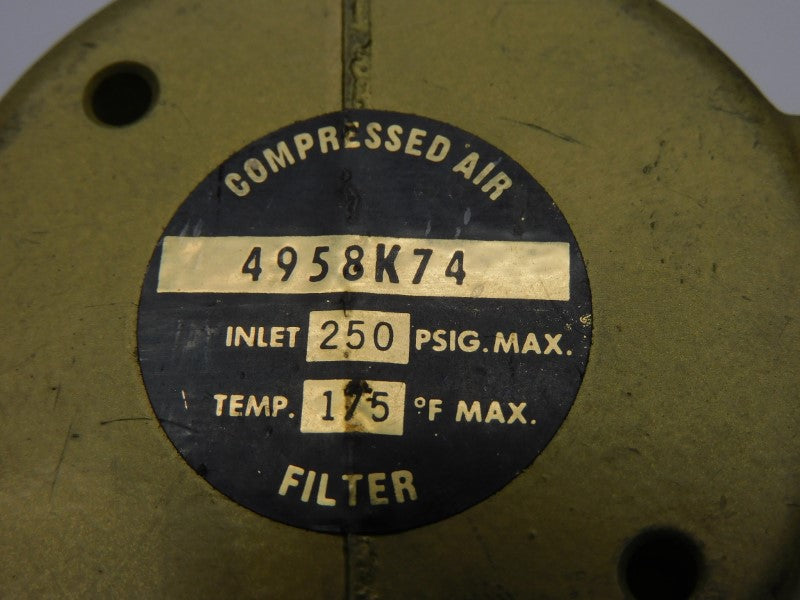 COMPRESSED AIR
4958K74
INLET 250 PSIG. MAX.
TEMP. 175 °F MAX.
FILTER